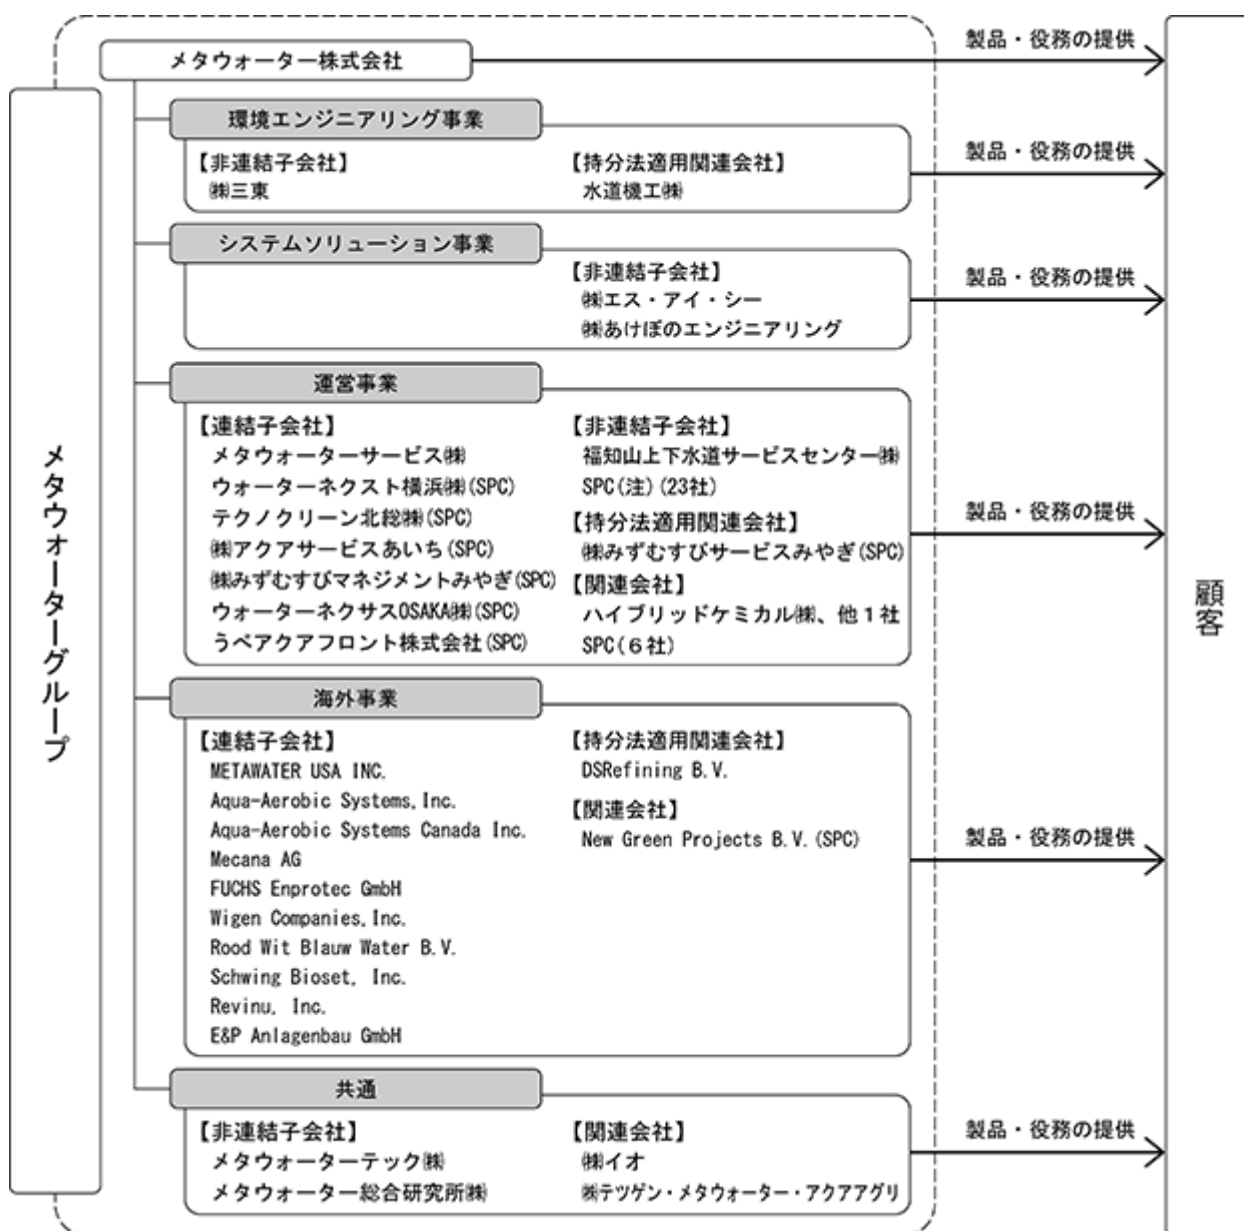 メタウォーターグループ
メタウォーター株式会社
製品・役務の提供
環境エンジニアリング事業
【非連結子会社】
㈱三東
【持分法適用関連会社】
水道機工㈱
製品・役務の提供
システムソリューション事業
【非連結子会社】
㈱エス・アイ・シー
㈱あけぼのエンジニアリング
製品・役務の提供
運営事業
【連結子会社】
メタウォーターサービス㈱
ウォーターネクスト横浜㈱(SPC)
テクノクリーン北総㈱(SPC)
㈱アクアサービスあいち(SPC)
㈱みずむすびマネジメントみやぎ(SPC)
ウォーターネクサスOSAKA㈱(SPC)
うべアクアフロント株式会社(SPC)
【非連結子会社】
福知山上下水道サービスセンター㈱
SPC(注)(23社)
【持分法適用関連会社】
㈱みずむすびサービスみやぎ(SPC)
【関連会社】
ハイブリッドケミカル㈱、他１社
SPC(６社)
製品・役務の提供
海外事業
【連結子会社】
METAWATER USA INC.
Aqua-Aerobic Systems,Inc.
Aqua-Aerobic Systems Canada Inc.
Mecana AG
FUCHS Enprotec GmbH
Wigen Companies,Inc.
Rood Wit Blauw Water B.V.
Schwing Bioset, Inc.
Revinu, Inc.
E&P Anlagenbau GmbH
【持分法適用関連会社】
DSRefining B.V.
【関連会社】
New Green Projects B.V.(SPC)
製品・役務の提供
共通
【非連結子会社】
メタウォーターテック㈱
メタウォーター総合研究所㈱
【関連会社】
㈱イオ
㈱テツゲン・メタウォーター・アクアアグリ
製品・役務の提供
顧客